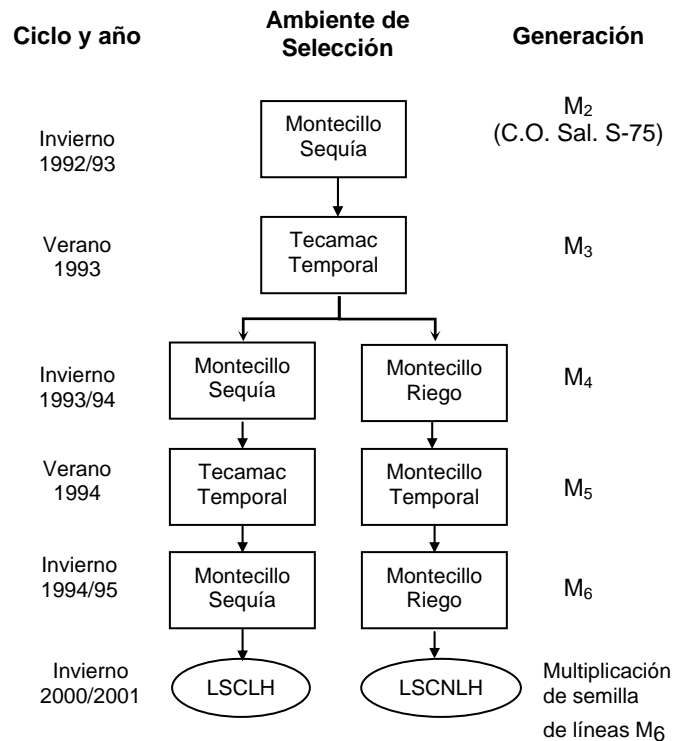 Ciclo y año
Ambiente de
Selección
Generación
Invierno
1992/93
Montecillo
Sequía
M2
(C.O. Sal. S-75)
Verano
1993
Tecamac
Temporal
M3
Invierno
1993/94
Montecillo
Sequía
Montecillo
Riego
M4
Verano
1994
Tecamac
Temporal
Montecillo
Temporal
M5
Invierno
1994/95
Montecillo
Sequía
Montecillo
Riego
M6
Invierno
2000/2001
LSCLH
LSCNLH
Multiplicación
de semilla
de líneas M6